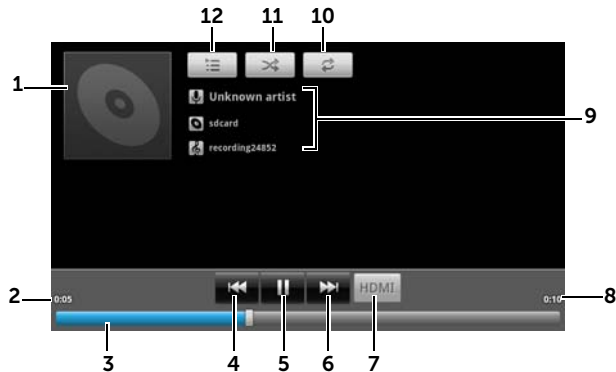 12 11 10
1
Unknown artist
sdcard
9
recording24852
HDMI
2 0:05 0:10 8
3 4 5 6 7